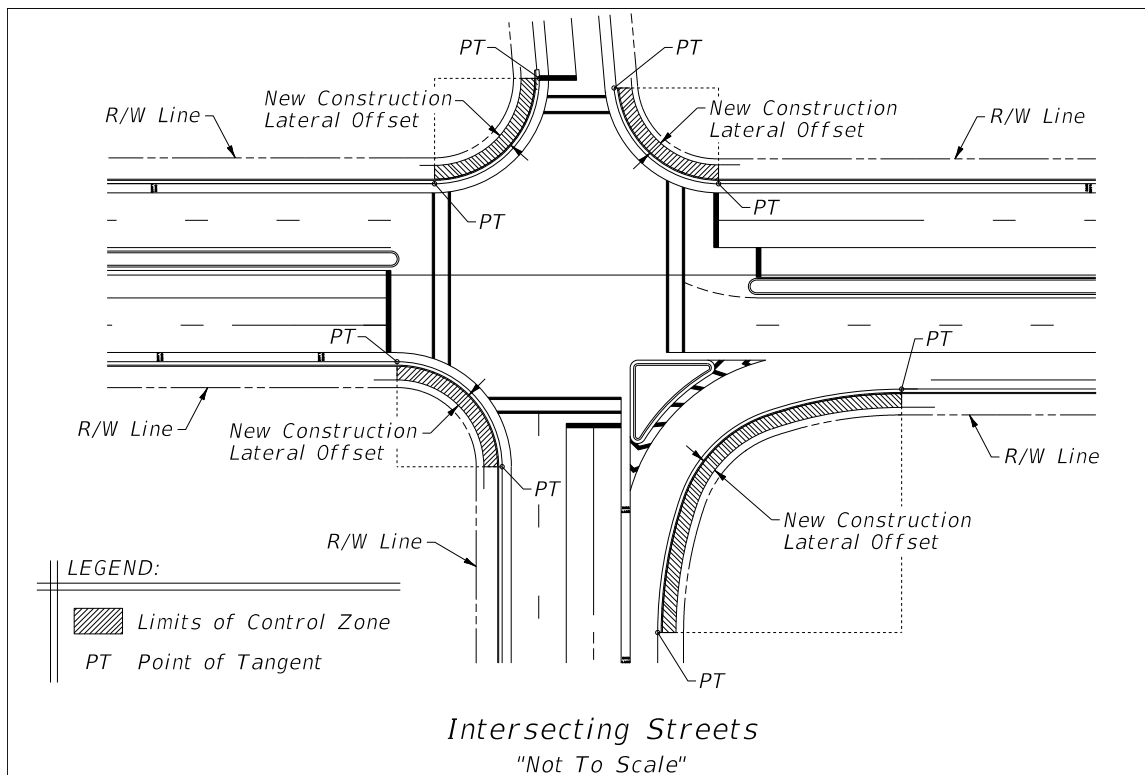 PT
PT
New Construction
Lateral Offset
New Construction
Lateral Offset
R/W Line
R/W Line
PT
PT
PT
PT
R/W Line
New Construction
Lateral Offset
R/W Line
PT
New Construction
Lateral Offset
R/W Line
LEGEND:
Limits of Control Zone
PT Point of Tangent
PT
Intersecting Streets
"Not To Scale"